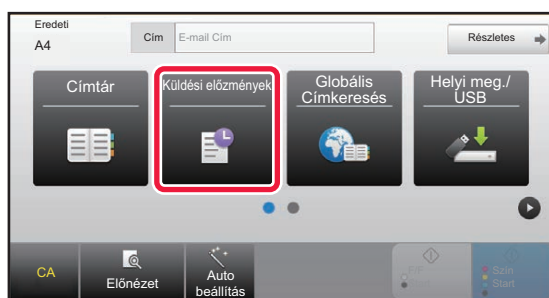 Eredeti
A4
Cím
E-mail Cím
Részletes
Címtár
Küldési előzmények
Globális
Címkeresés
Helyi meg./
USB
CA
Előnézet
Auto
beállítás
Szín
Start